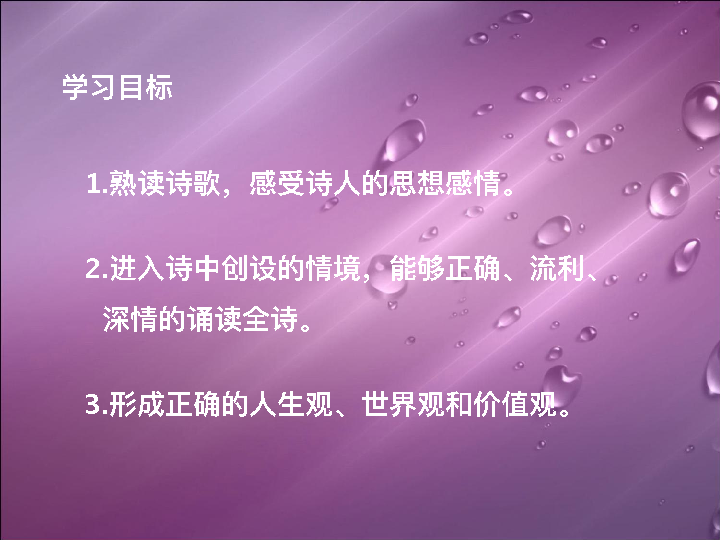 学习目标
1.熟读诗歌，感受诗人的思想感情。
2.进入诗中创设的情境，能够正确、流利、
深情的诵读全诗。
3.形成正确的人生观、世界观和价值观。